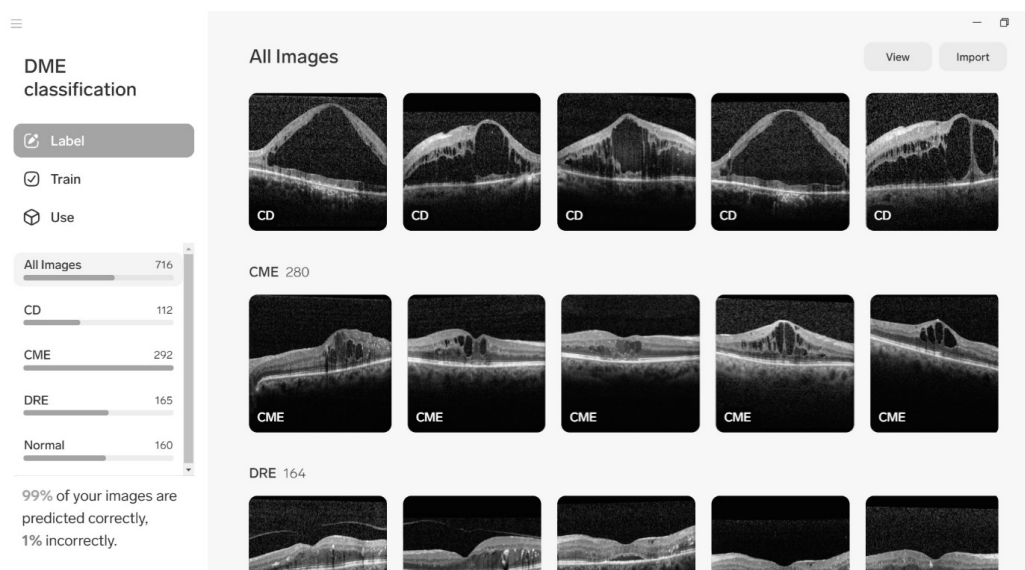 DME
classification
Label
Train
Use
All Images 716
CD 112
CME 292
DRE 165
Normal 160
99% of your images are
predicted correctly,
1% incorrectly.
All Images
View Import
CD CD CD CD CD
CME 280
CME CME CME CME CME
DRE 164